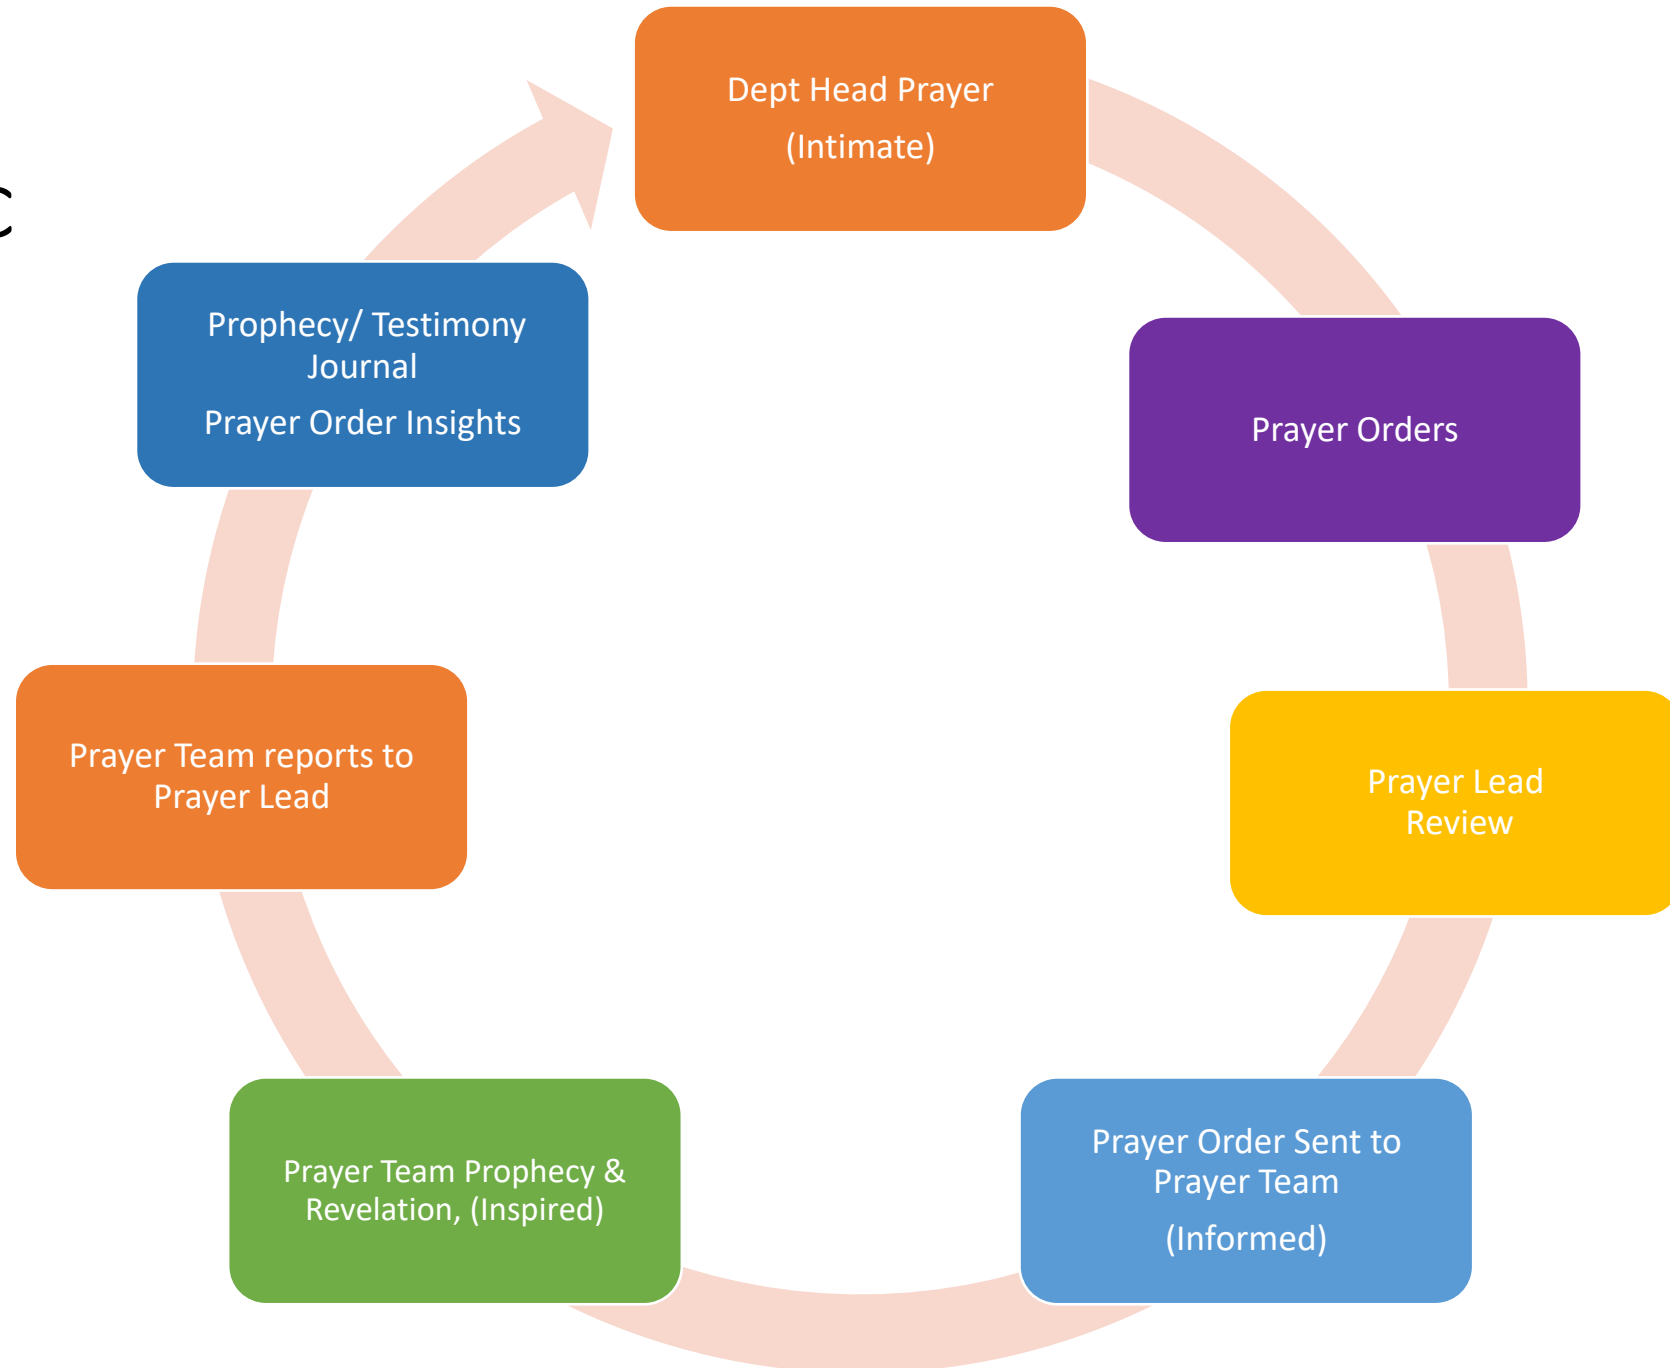 Dept Head Prayer
(Intimate)
Prayer Orders
Prayer Lead
Review
Prayer Order Sent to
Prayer Team
(Informed)
Prayer Team Prophecy &
Revelation, (Inspired)
Prayer Team reports to
Prayer Lead
Prophecy/ Testimony
Journal
Prayer Order Insights